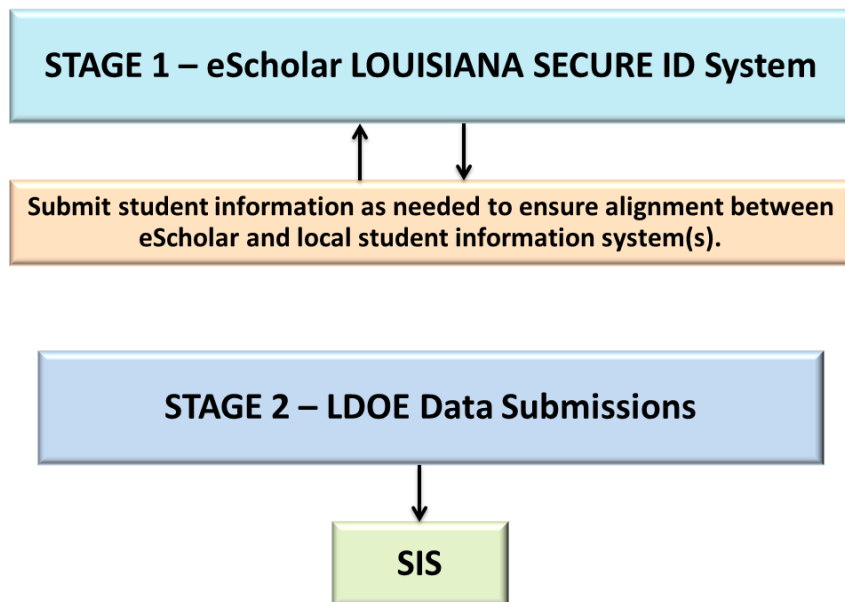 STAGE 1 – eScholar LOUISIANA SECURE ID System
Submit student information as needed to ensure alignment between
eScholar and local student information system(s).
STAGE 2 – LDOE Data Submissions
SIS